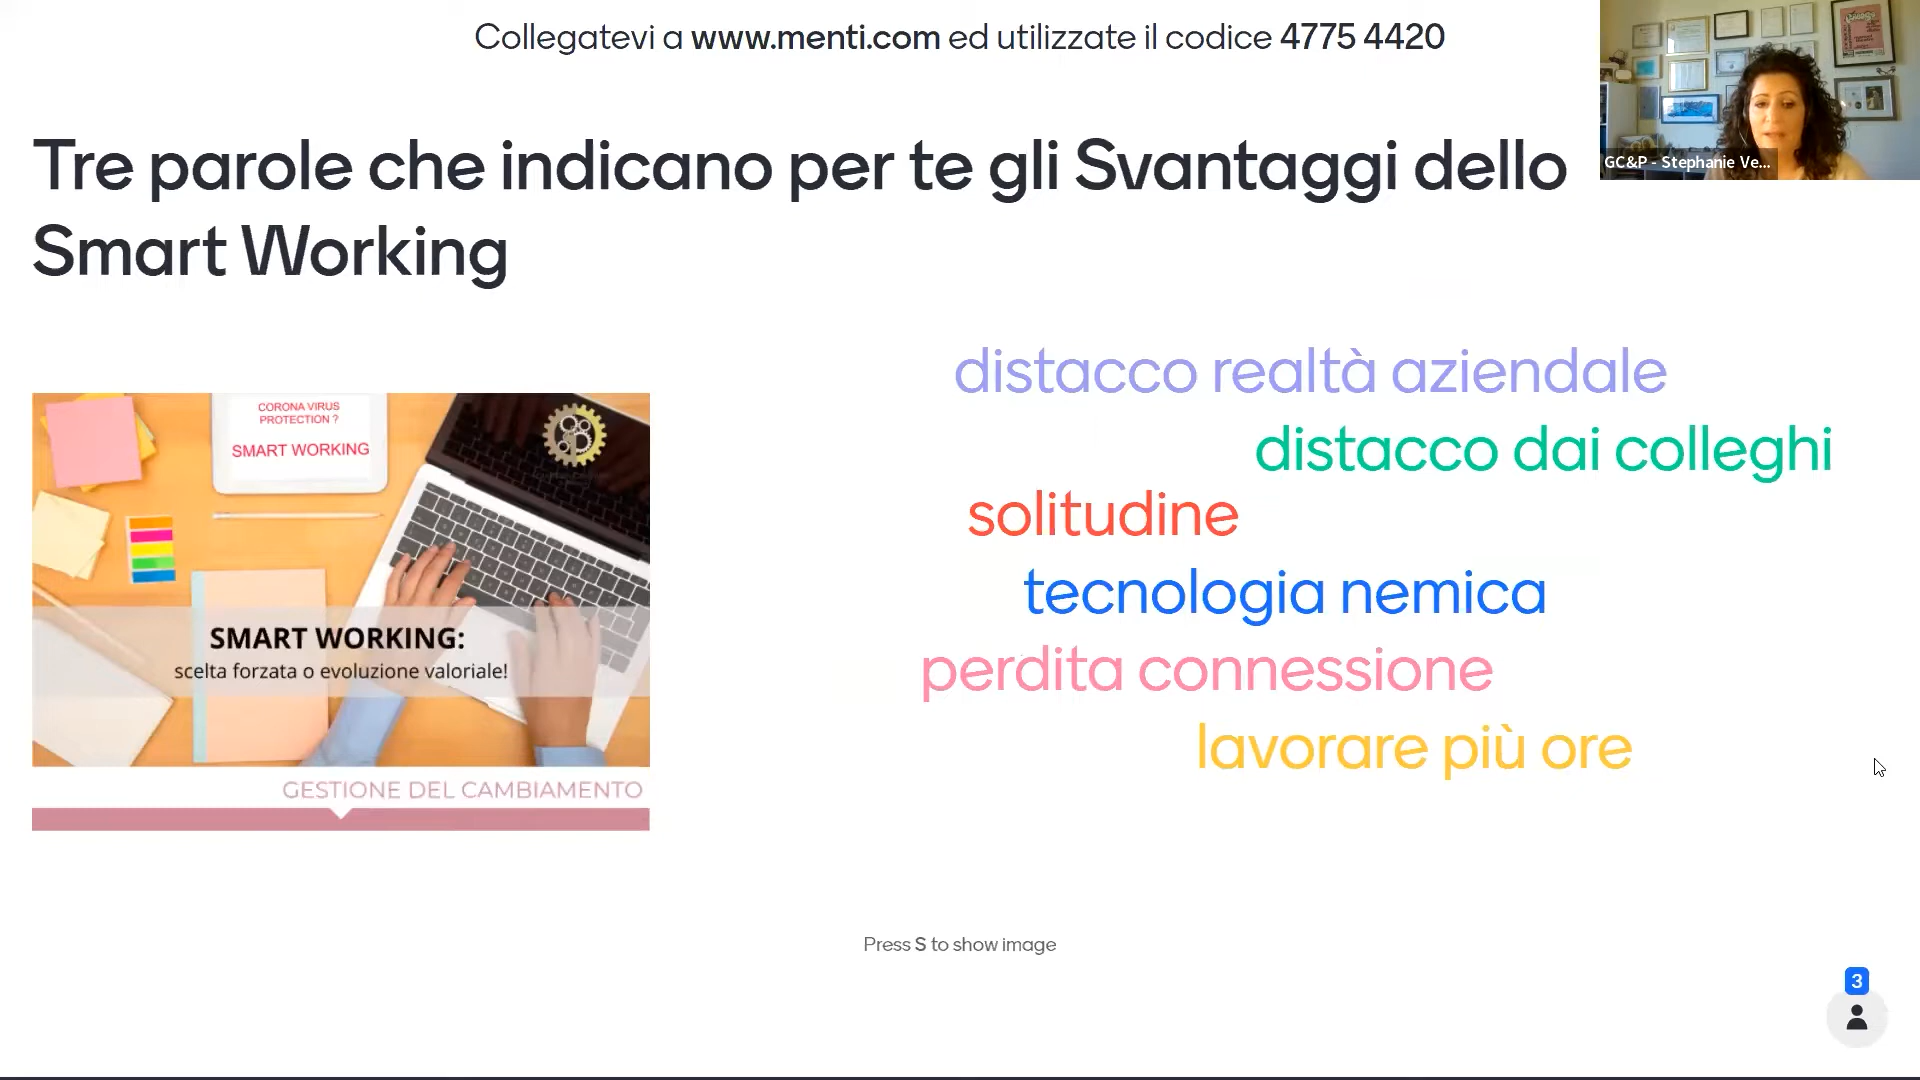 Collegatevi a www.menti.com ed utilizzate il codice 4775 4420
GC&P - Stephanie Ve...
Tre parole che indicano per te gli Svantaggi dello
Smart Working
CORONA VIRUS
PROTECTION ?
SMART WORKING
SMART WORKING:
scelta forzata o evoluzione valoriale!
GESTIONE DEL CAMBIAMENTO
distacco realtà aziendale
distacco dai colleghi
solitudine
tecnologia nemica
perdita connessione
lavorare più ore
Press S to show image
3